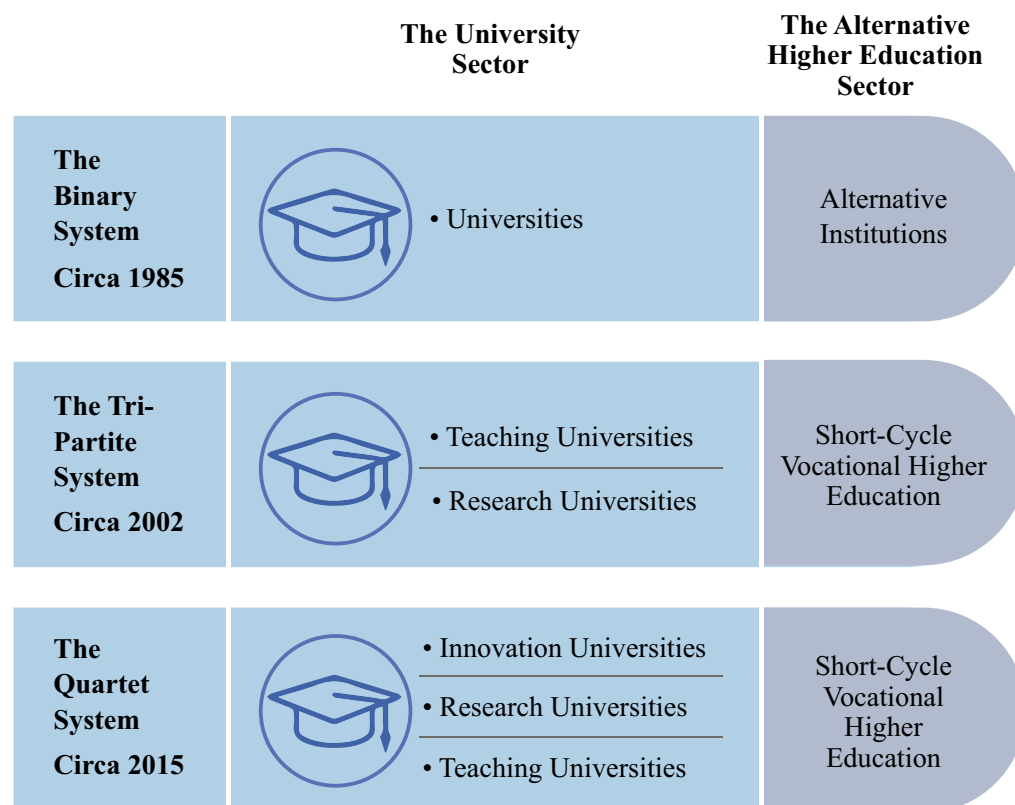 The University
Sector
The Alternative
Higher Education
Sector
The
Binary
System
Circa 1985
• Universities
Alternative
Institutions
The Tri-
Partite
System
Circa 2002
• Teaching Universities
• Research Universities
Short-Cycle
Vocational Higher
Education
The
Quartet
System
Circa 2015
• Innovation Universities
• Research Universities
• Teaching Universities
Short-Cycle
Vocational
Higher
Education